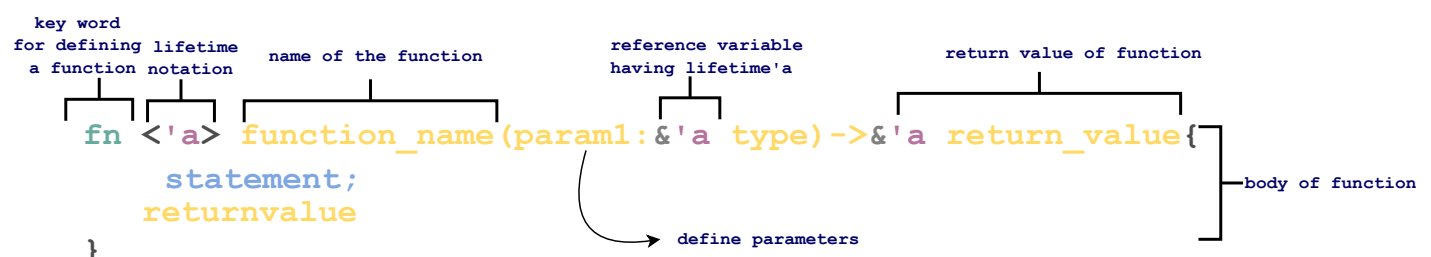 key word
for defining
a function
lifetime
notation
name of the function
reference variable
having lifetime'a
return value of function
fn <'a> function_name(param1:&'a type)->&'a return_value{
statement;
returnvalue
}
body of function
define parameters